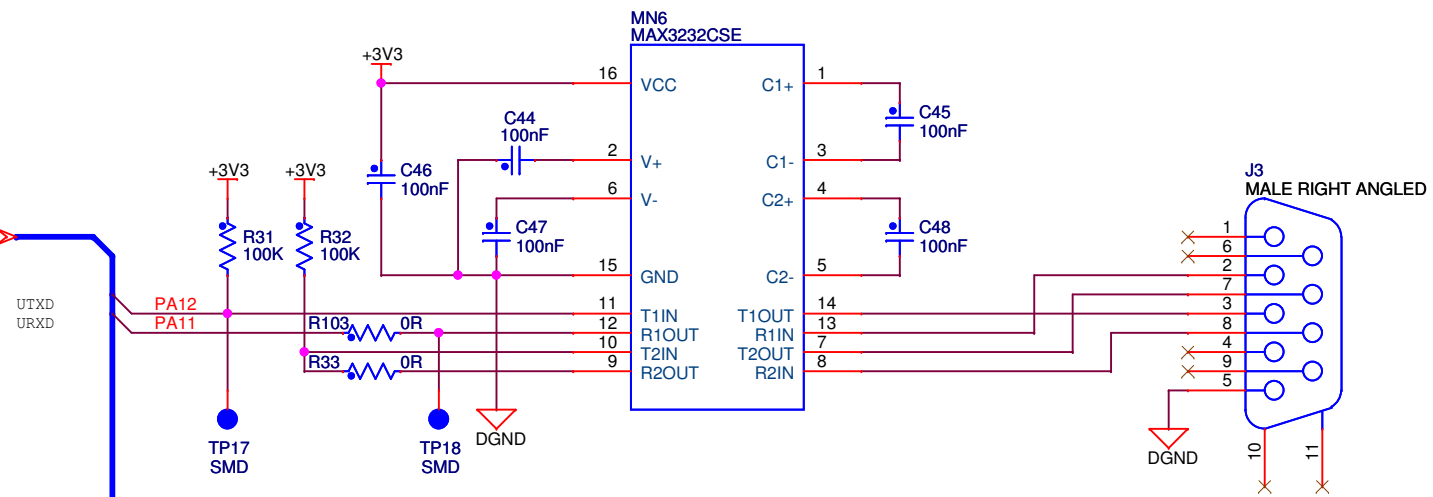 MN6
MAX3232CSE
+3V3
16
VCC
C1+
1
C44
100nF
C45
100nF
2
V+
C1-
3
+3V3
+3V3
C46
100nF
6
V-
C2+
4
J3
MALE RIGHT ANGLED
R31
100K
R32
100K
C47
100nF
C48
100nF
15
GND
C2-
5
UTXD
URXD
PA12
PA11
R103
0R
R33
0R
11
T1IN
T1OUT
14
12
R1OUT
R1IN
13
10
T2IN
T2OUT
7
9
R2OUT
R2IN
8
1
6
2
7
3
8
4
9
5
TP17
SMD
TP18
SMD
DGND
DGND
10
11